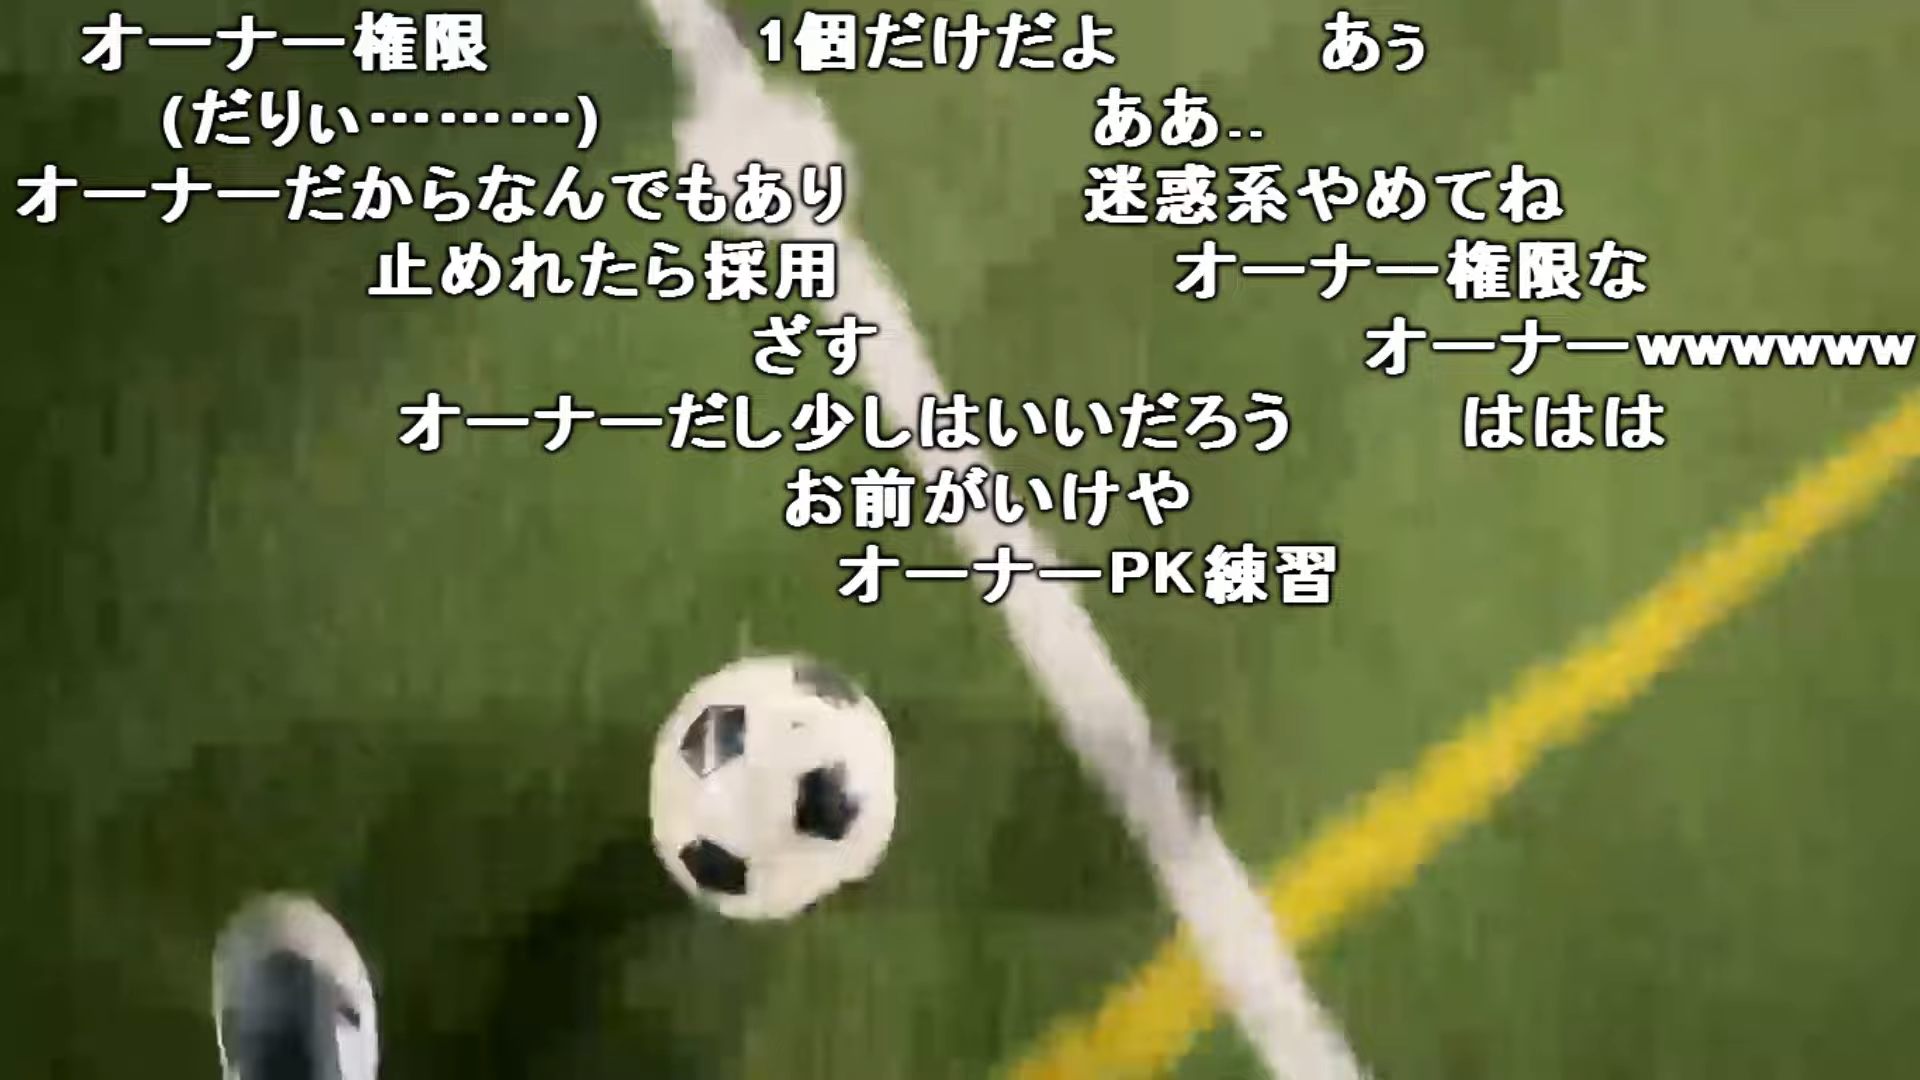 オーナー権限 1個だけだよ あぅ
(だりぃ………) ああ..
オーナーだからなんでもあり 迷惑系やめてね
止めれたら採用 オーナー権限な
ざす オーナーwwwwwww
オーナーだし少しはいいだろう ははは
お前がいけや
オーナーPK練習